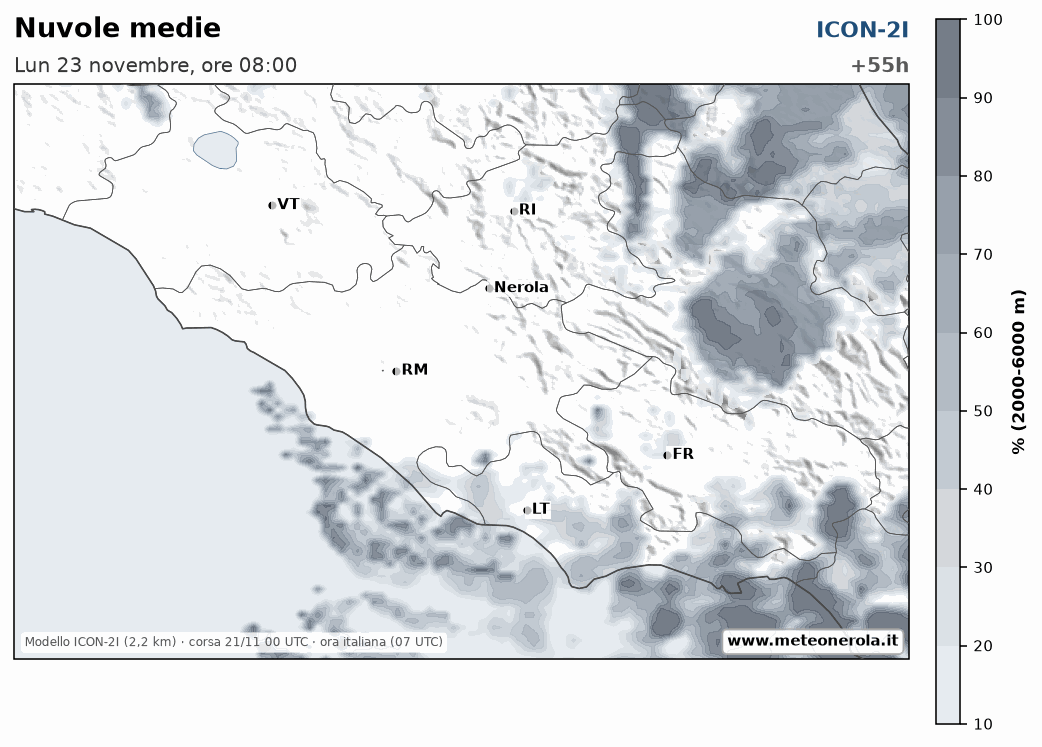 Nuvole medie
ICON-2I
Lun 23 novembre, ore 08:00
+55h
VT
RI
Nerola
RM
FR
LT
Modello ICON-2I (2,2 km) · corsa 21/11 00 UTC · ora italiana (07 UTC)
www.meteonerola.it
100
90
80
70
60
50
40
30
20
10
% (2000-6000 m)